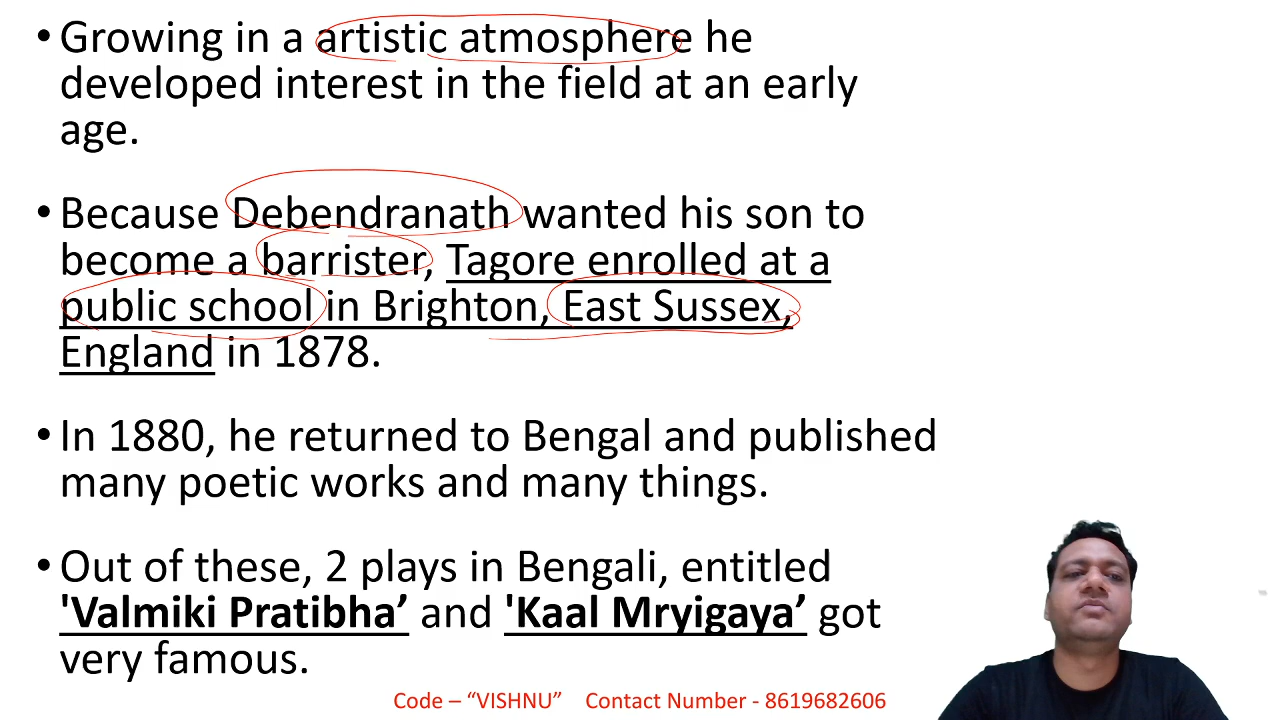 • Growing in a artistic atmosphere he
developed interest in the field at an early
age.
• Because Debendranath wanted his son to
become a barrister, Tagore enrolled at a
public school in Brighton, East Sussex,
England in 1878.
• In 1880, he returned to Bengal and published
many poetic works and many things.
• Out of these, 2 plays in Bengali, entitled
'Valmiki Pratibha’ and 'Kaal Mryigaya’ got
very famous.
Code – “VISHNU” Contact Number - 8619682606